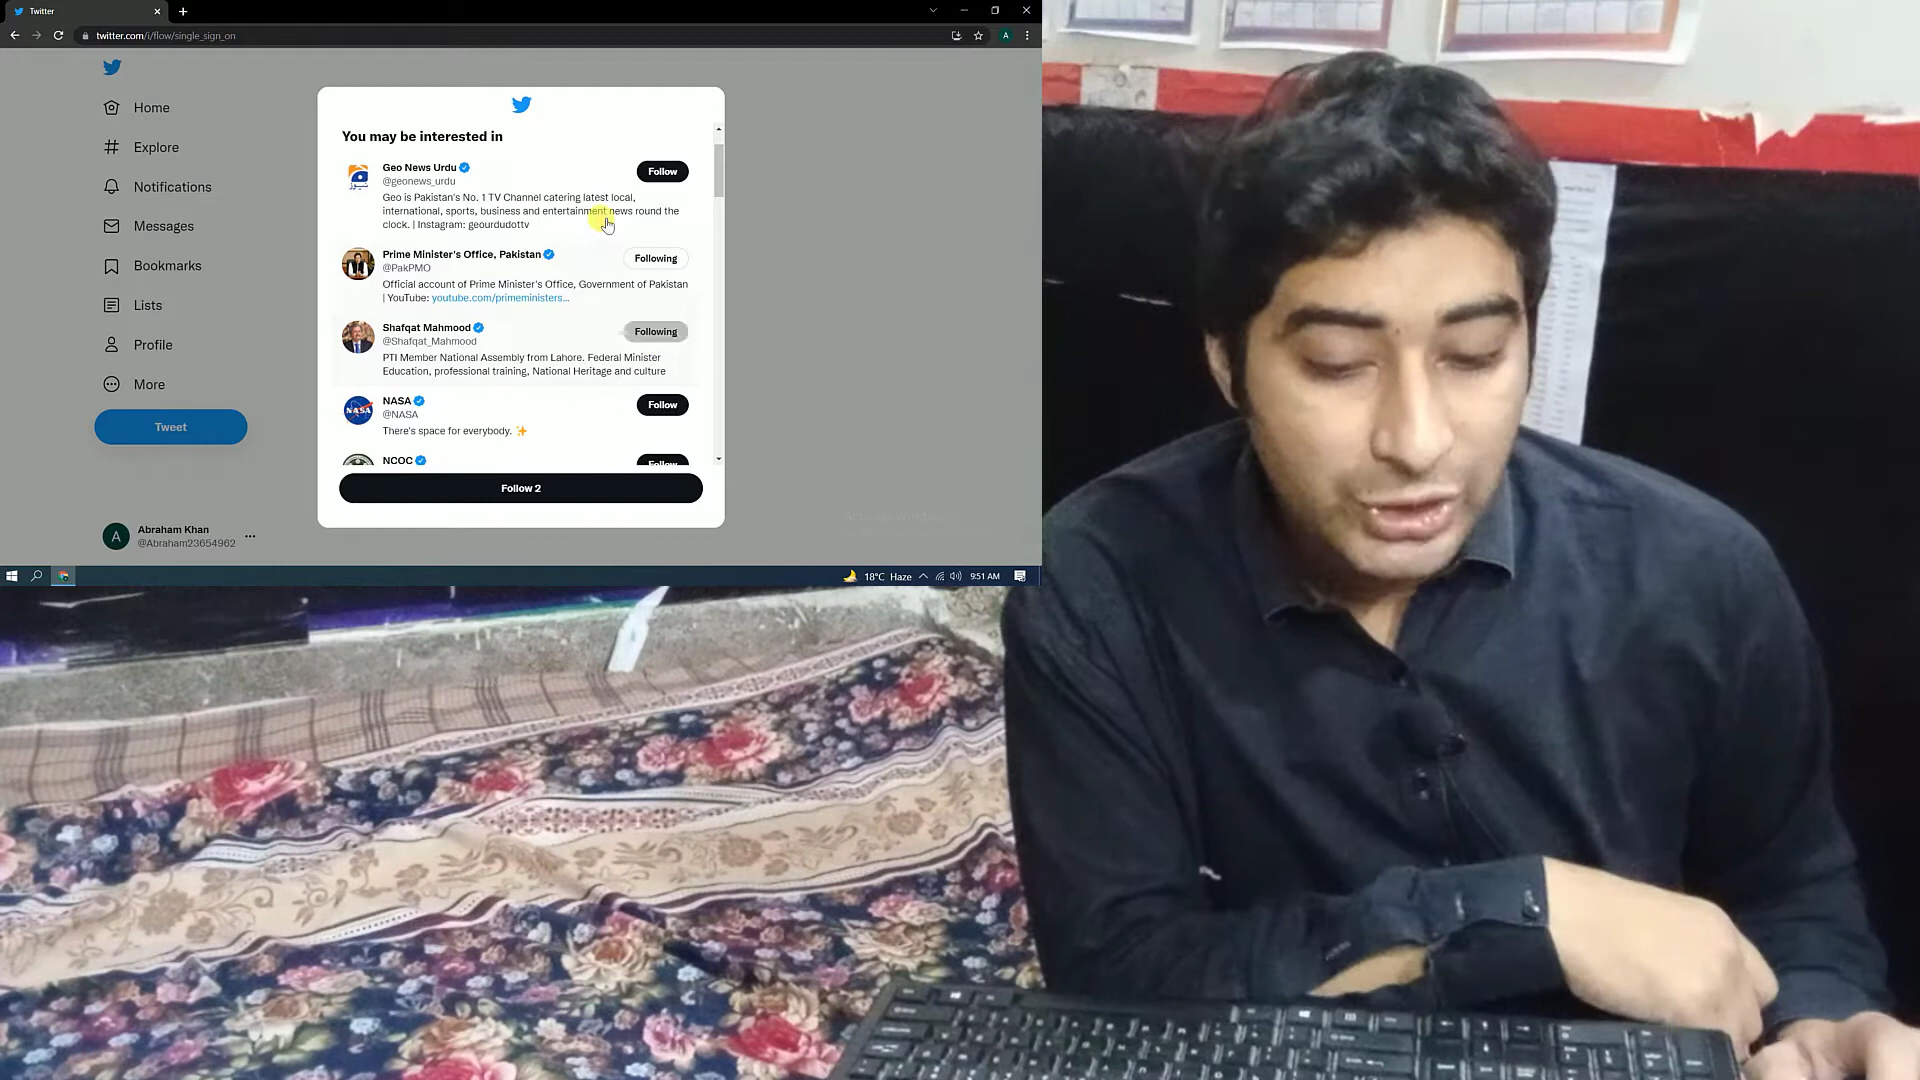 Twitter
twitter.com/i/flow/single_sign_on
A
Home
Explore
Notifications
Messages
Bookmarks
Lists
Profile
More
Tweet
A
Abraham Khan
@Abraham23654962
You may be interested in
Geo News Urdu
@geonews_urdu
Follow
Geo is Pakistan's No. 1 TV Channel catering latest local,
international, sports, business and entertainment news round the
clock. | Instagram: geourdudottv
Prime Minister's Office, Pakistan
@PakPMO
Following
Official account of Prime Minister's Office, Government of Pakistan
| YouTube: youtube.com/primeministers...
Shafqat Mahmood
@Shafqat_Mahmood
Following
PTI Member National Assembly from Lahore. Federal Minister
Education, professional training, National Heritage and culture
NASA
NASA
@NASA
Follow
There's space for everybody. ✨
NCOC
Follow
Follow 2
18°C Haze
9:51 AM